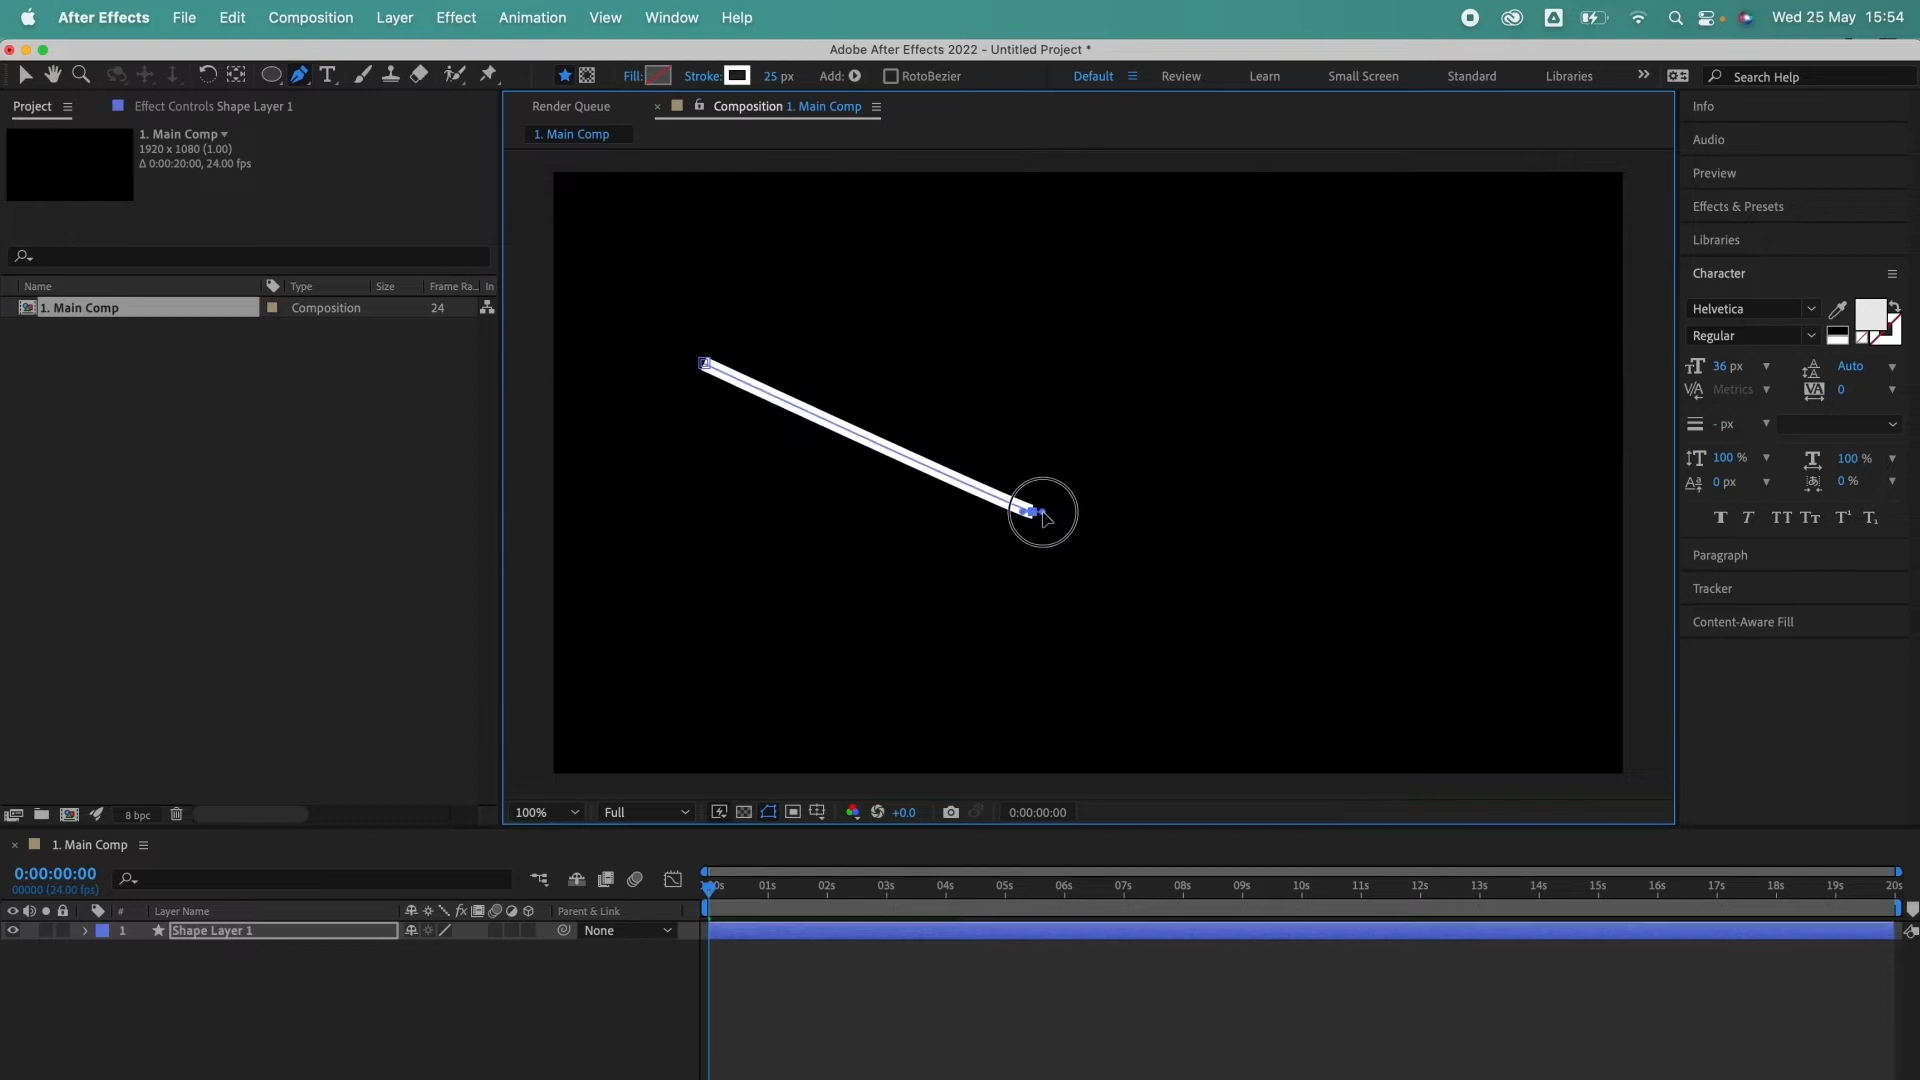 After Effects File Edit Composition Layer Effect Animation View Window Help Wed 25 May 15:54
Adobe After Effects 2022 - Untitled Project *
Fill: Stroke: 25 px Add: RotoBezier Default Review Learn Small Screen Standard Libraries Search Help
Project Effect Controls Shape Layer 1 Render Queue Composition 1. Main Comp Info
1. Main Comp
1920 x 1080 (1.00)
Δ 0:00:20:00, 24.00 fps
1. Main Comp
Audio
Preview
Effects & Presets
Libraries
Character
Name Type Size Frame Ra... In
1. Main Comp Composition 24
Helvetica
Regular
36 px Auto
Metrics 0
- px
100 % 100 %
0 px 0 %
T T TT Tт T¹ T₁
Paragraph
Tracker
Content-Aware Fill
8 bpc 100% Full +0.0 0:00:00:00
1. Main Comp
0:00:00:00
00000 (24.00 fps)
:00s 01s 02s 03s 04s 05s 06s 07s 08s 09s 10s 11s 12s 13s 14s 15s 16s 17s 18s 19s 20s
# Layer Name fx Parent & Link
1 Shape Layer 1 None